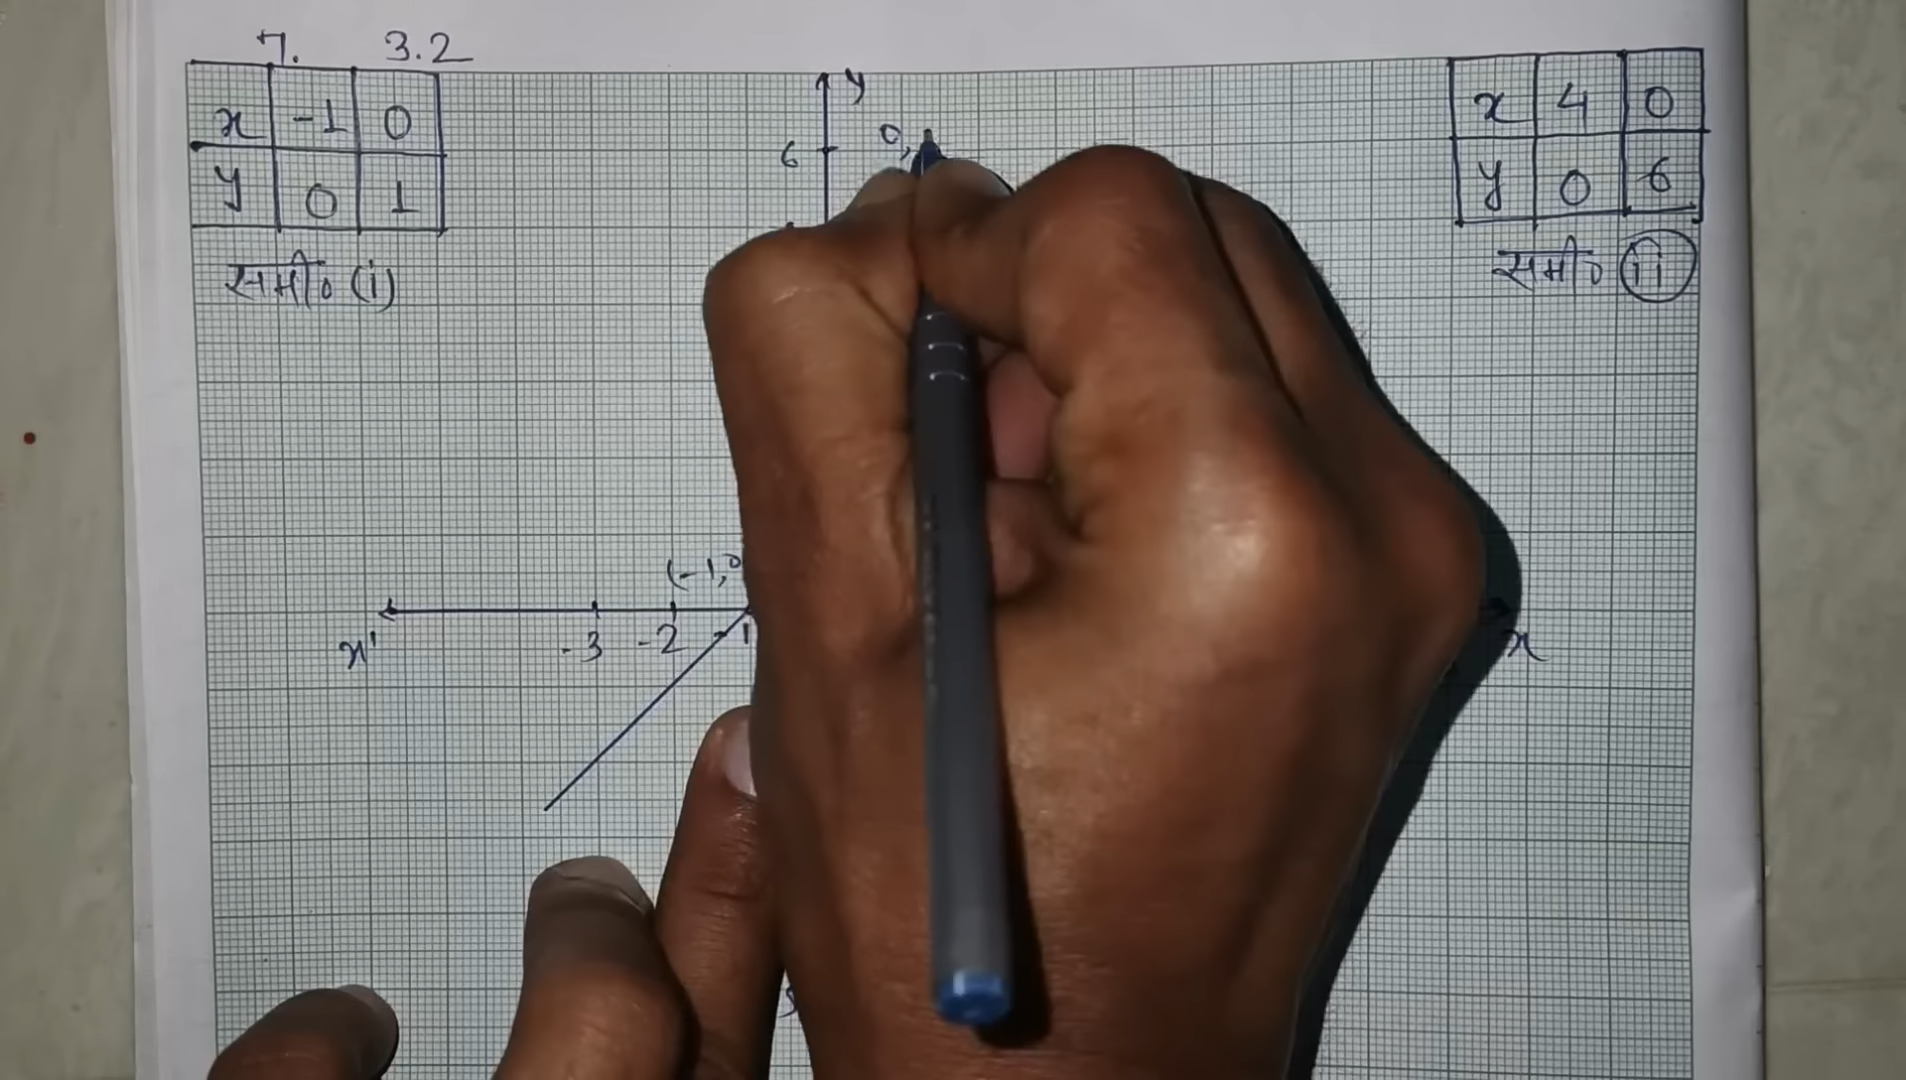 7. 3.2
x -1 0
y 0 1
समी० (i)
x 4 0
y 0 6
समी० (ii)
y
6
0,
(-1,0
x'
-3 -2 -1
x